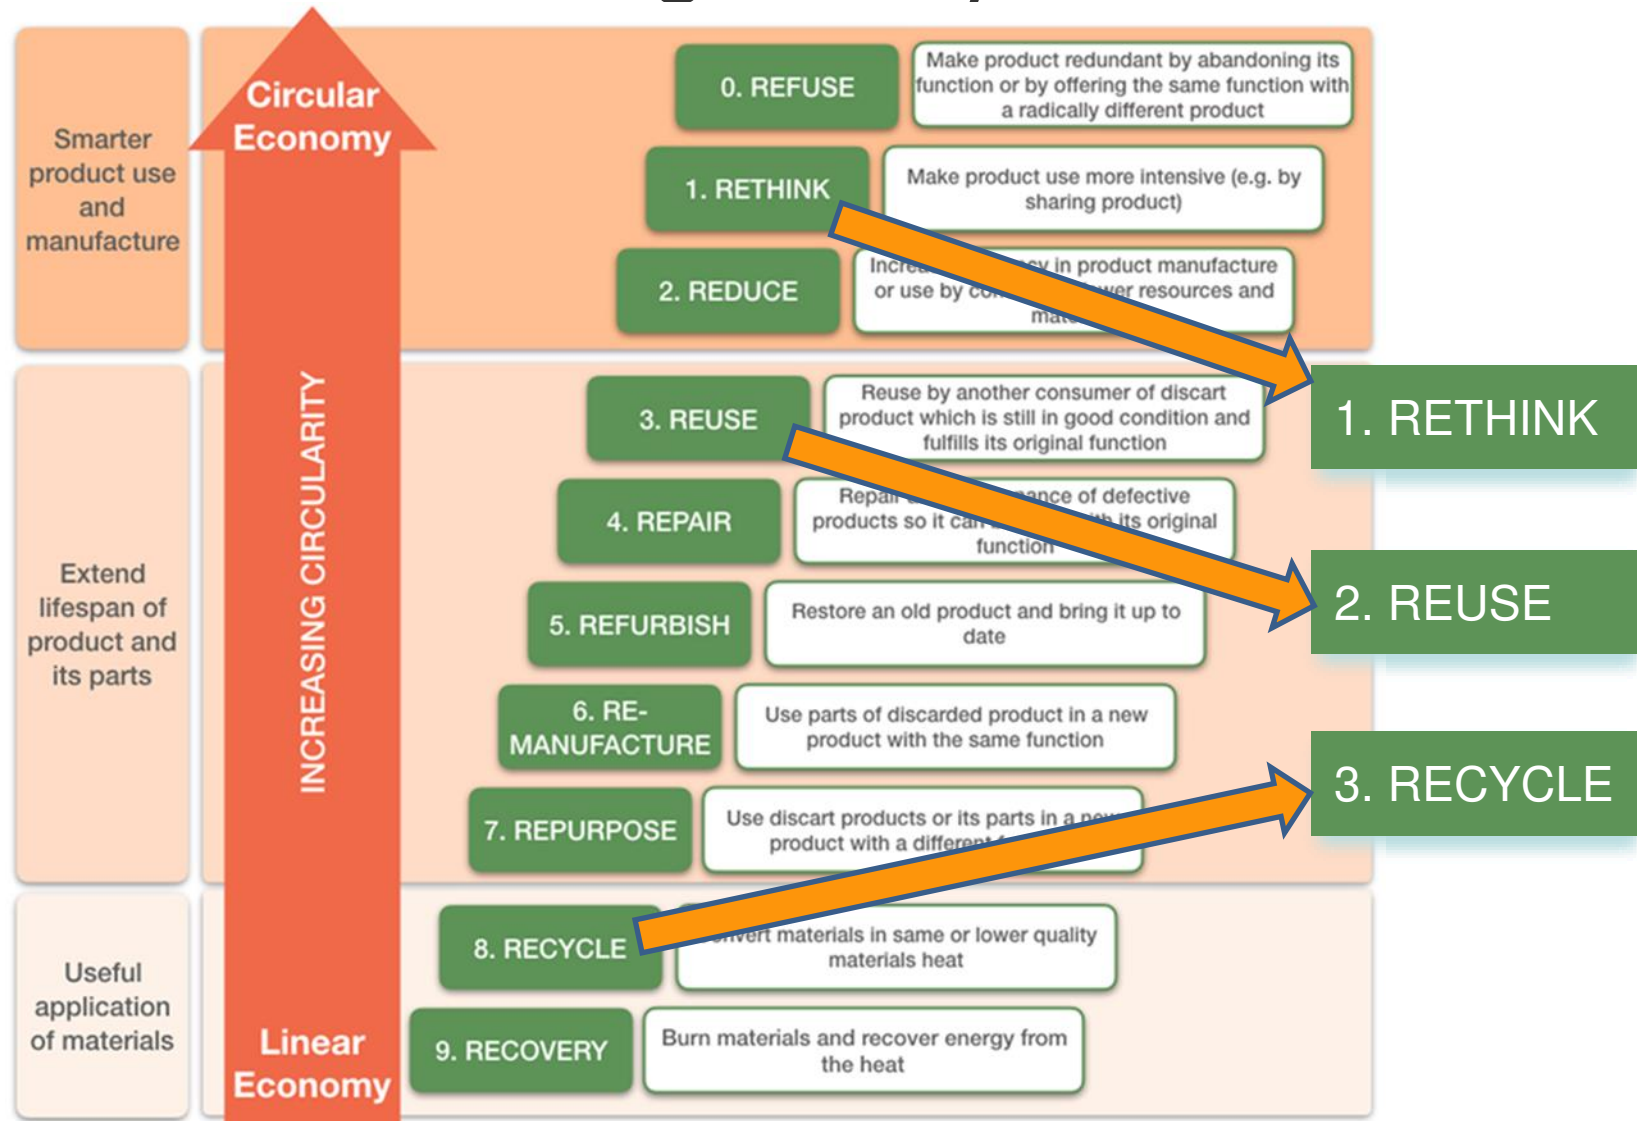 Circular
Economy
INCREASING CIRCULARITY
Linear
Economy
Smarter
product use
and
manufacture
0. REFUSE
Make product redundant by abandoning its
function or by offering the same function with
a radically different product
1. RETHINK
Make product use more intensive (e.g. by
sharing product)
2. REDUCE
in product manufacture
or use by resources and
Extend
lifespan of
product and
its parts
3. REUSE
Reuse by another consumer of discart
product which is still in good condition and
fulfills its original function
4. REPAIR
Repair of defective
products so it can its original
function
5. REFURBISH
Restore an old product and bring it up to
date
6. RE-
MANUFACTURE
Use parts of discarded product in a new
product with the same function
7. REPURPOSE
Use discart products or its parts in a
product with a different
Useful
application
of materials
8. RECYCLE
materials in same or lower quality
materials heat
9. RECOVERY
Burn materials and recover energy from
the heat
1. RETHINK
2. REUSE
3. RECYCLE